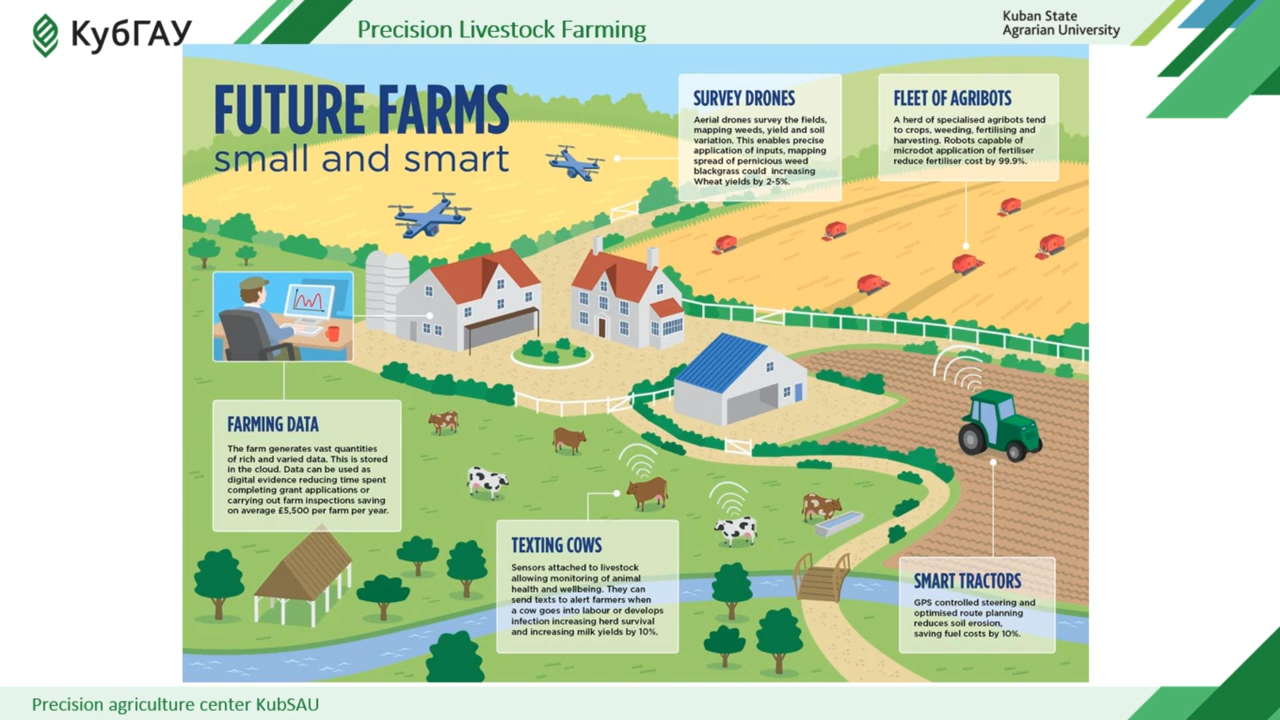 КубГАУ
Precision Livestock Farming
Kuban State
Agrarian University
FUTURE FARMS
small and smart
SURVEY DRONES
Aerial drones survey the fields,
mapping weeds, yield and soil
variation. This enables precise
application of inputs, mapping
spread of pernicious weed
blackgrass could increasing
Wheat yields by 2-5%.
FLEET OF AGRIBOTS
A herd of specialised agribots tend
to crops, weeding, fertilising and
harvesting. Robots capable of
microdot application of fertiliser
reduce fertiliser cost by 99.9%.
FARMING DATA
The farm generates vast quantities
of rich and varied data. This is stored
in the cloud. Data can be used as
digital evidence reducing time spent
completing grant applications or
carrying out farm inspections saving
on average £5,500 per farm per year.
TEXTING COWS
Sensors attached to livestock
allowing monitoring of animal
health and wellbeing. They can
send texts to alert farmers when
a cow goes into labour or develops
infection increasing herd survival
and increasing milk yields by 10%.
SMART TRACTORS
GPS controlled steering and
optimised route planning
reduces soil erosion,
saving fuel costs by 10%.
Precision agriculture center KubSAU